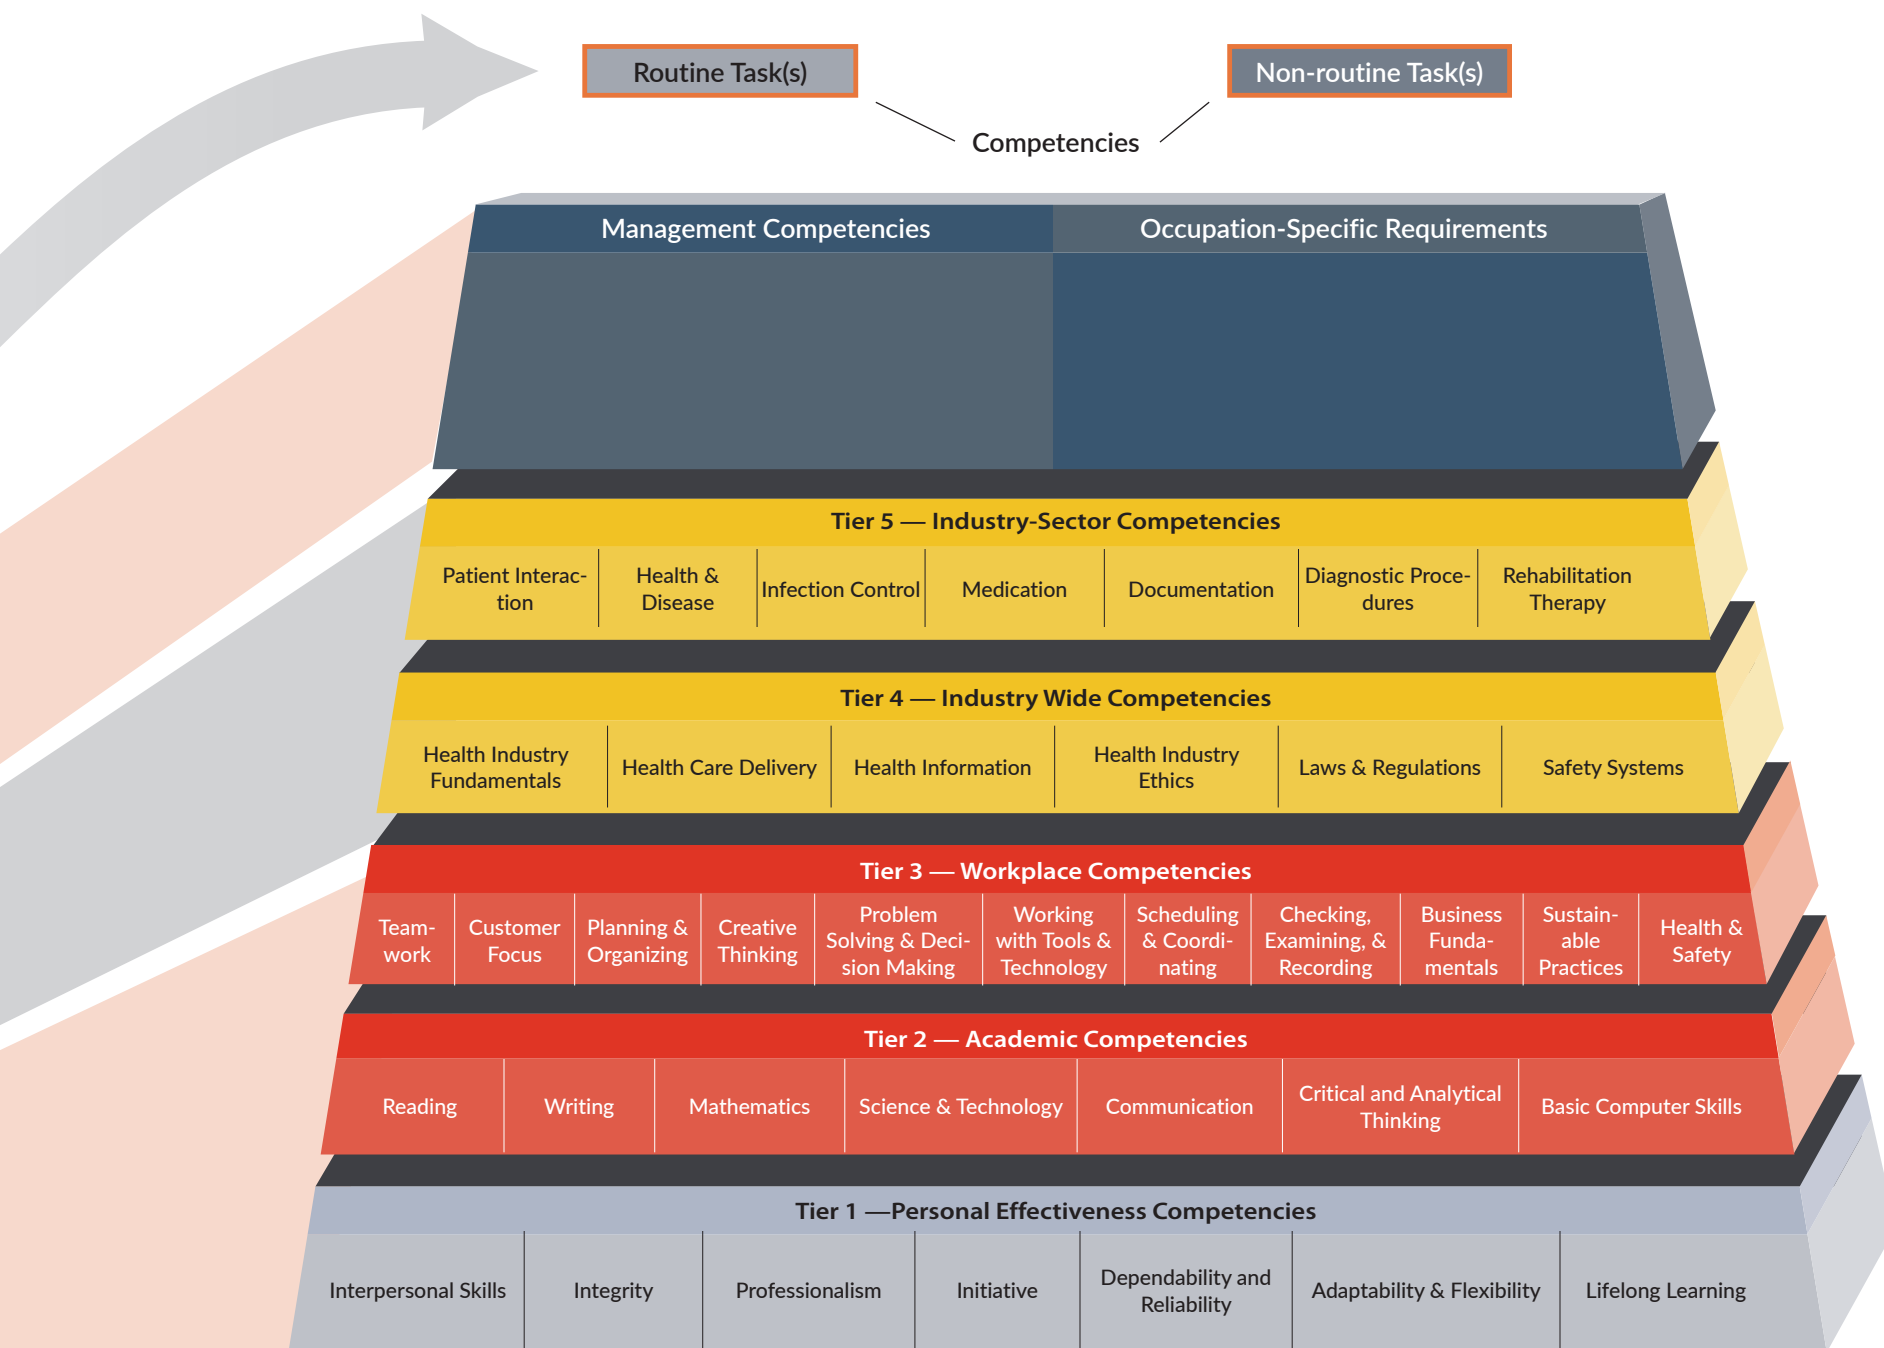 Routine Task(s)
Non-routine Task(s)
Competencies
Management Competencies
Occupation-Specific Requirements
Tier 5 — Industry-Sector Competencies
Patient Interac-
tion
Health &
Disease
Infection Control
Medication
Documentation
Diagnostic Proce-
dures
Rehabilitation
Therapy
Tier 4 — Industry Wide Competencies
Health Industry
Fundamentals
Health Care Delivery
Health Information
Health Industry
Ethics
Laws & Regulations
Safety Systems
Tier 3 — Workplace Competencies
Team-
work
Customer
Focus
Planning &
Organizing
Creative
Thinking
Problem
Solving & Deci-
sion Making
Working
with Tools &
Technology
Scheduling
& Coordi-
nating
Checking,
Examining, &
Recording
Business
Funda-
mentals
Sustain-
able
Practices
Health &
Safety
Tier 2 — Academic Competencies
Reading
Writing
Mathematics
Science & Technology
Communication
Critical and Analytical
Thinking
Basic Computer Skills
Tier 1 —Personal Effectiveness Competencies
Interpersonal Skills
Integrity
Professionalism
Initiative
Dependability and
Reliability
Adaptability & Flexibility
Lifelong Learning